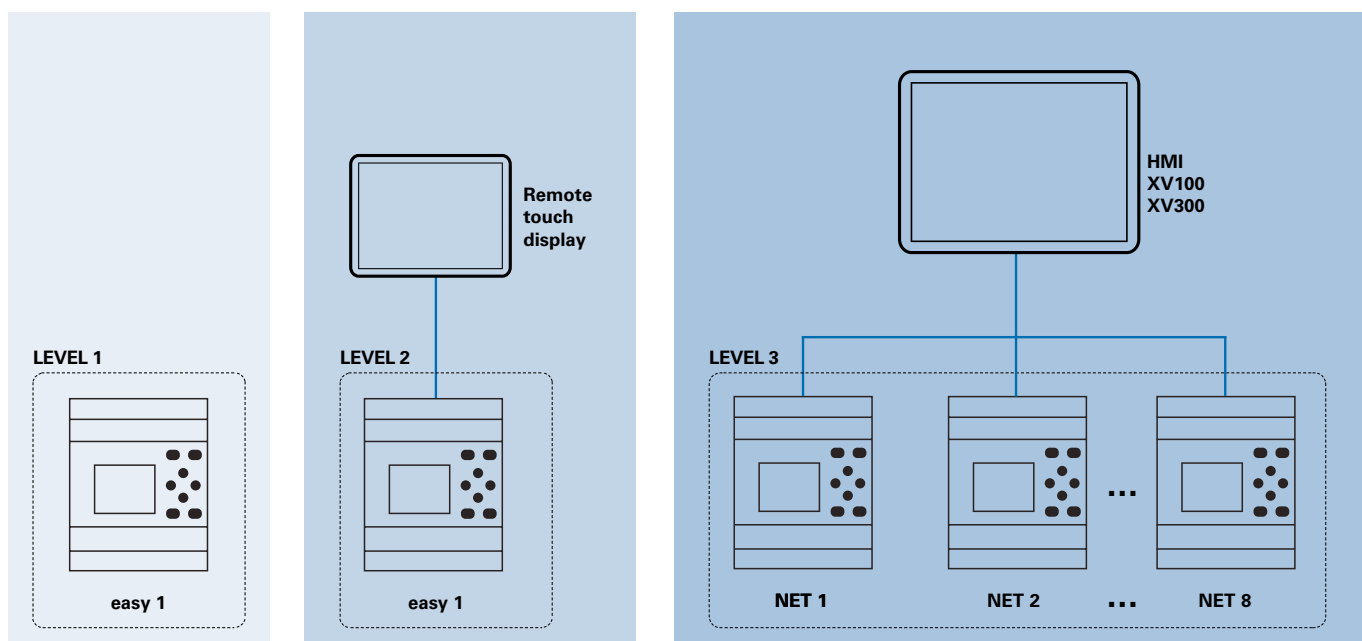 LEVEL 1
easy 1
Remote
touch
display
LEVEL 2
easy 1
HMI
XV100
XV300
LEVEL 3
...
NET 1 NET 2 ... NET 8